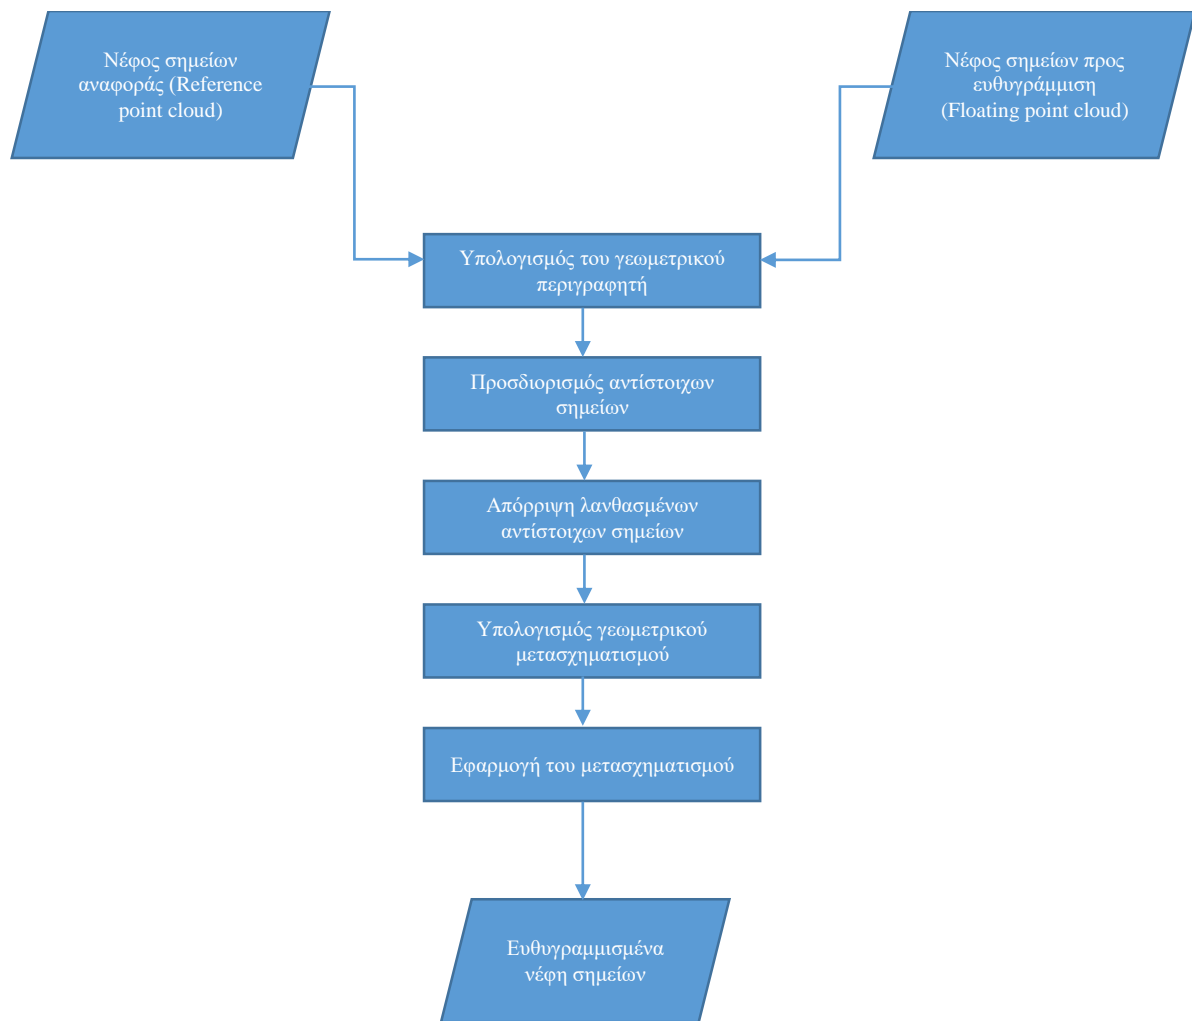 Νέφος σημείων
αναφοράς (Reference
point cloud)
Νέφος σημείων προς
ευθυγράμμιση
(Floating point cloud)
Υπολογισμός του γεωμετρικού
περιγραφητή
Προσδιορισμός αντίστοιχων
σημείων
Απόρριψη λανθασμένων
αντίστοιχων σημείων
Υπολογισμός γεωμετρικού
μετασχηματισμού
Εφαρμογή του μετασχηματισμού
Ευθυγραμμισμένα
νέφη σημείων